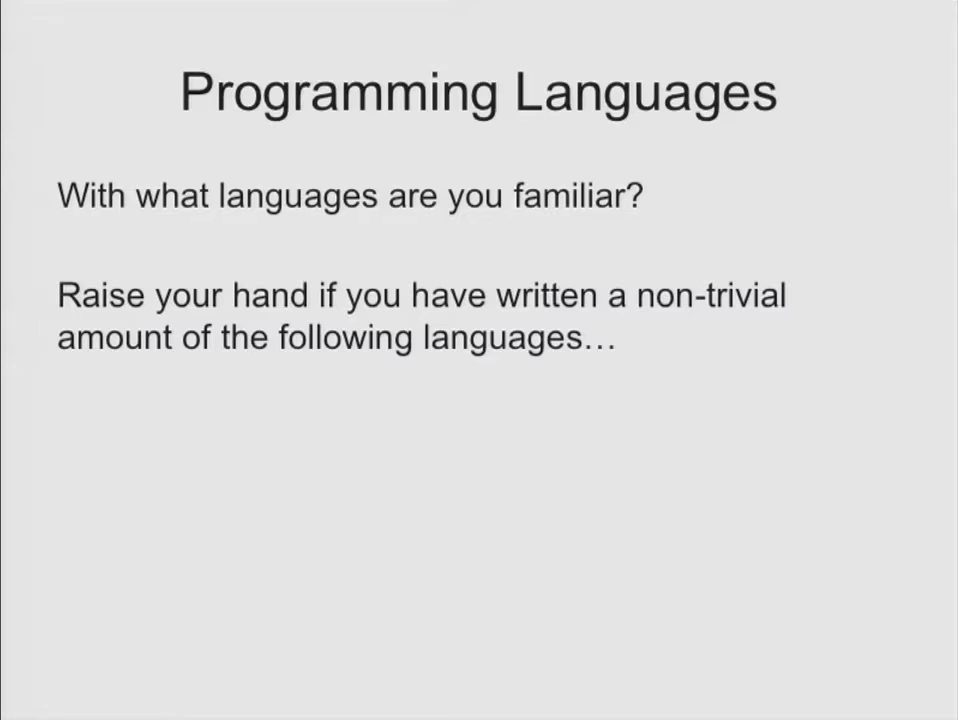 Programming Languages
With what languages are you familiar?
Raise your hand if you have written a non-trivial
amount of the following languages…